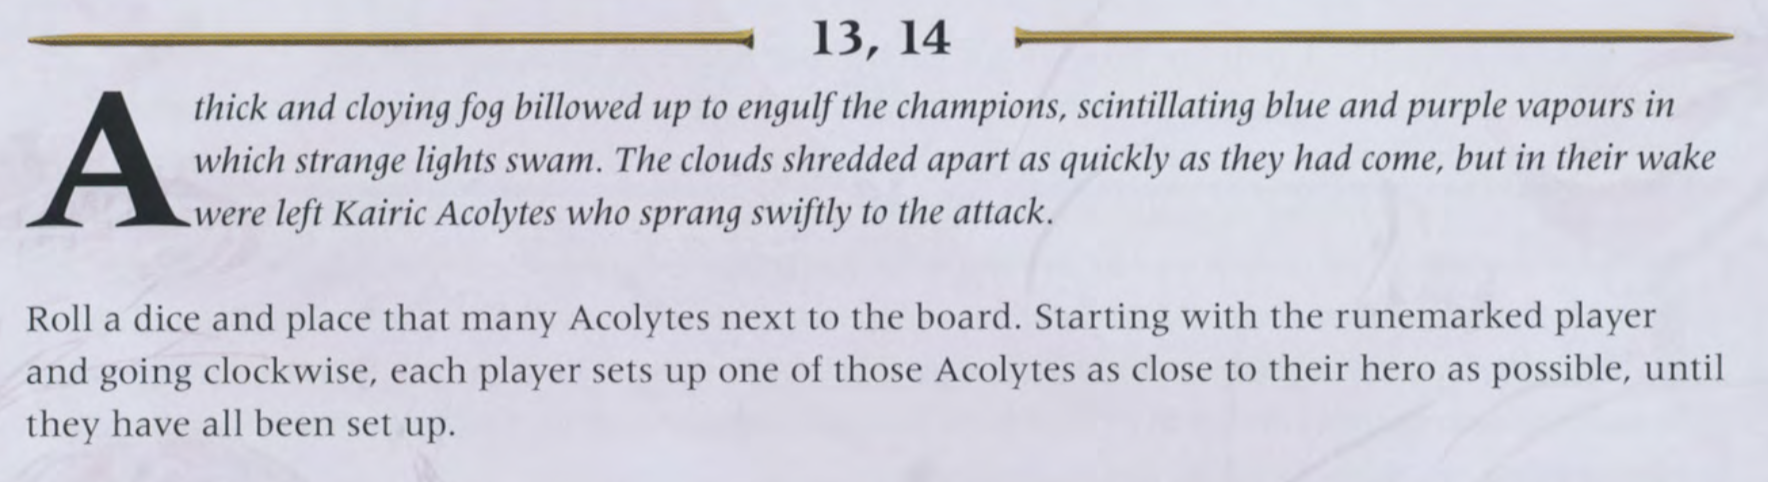 13, 14
A thick and cloying fog billowed up to engulf the champions, scintillating blue and purple vapours in
which strange lights swam. The clouds shredded apart as quickly as they had come, but in their wake
were left Kairic Acolytes who sprang swiftly to the attack.
Roll a dice and place that many Acolytes next to the board. Starting with the runemarked player
and going clockwise, each player sets up one of those Acolytes as close to their hero as possible, until
they have all been set up.